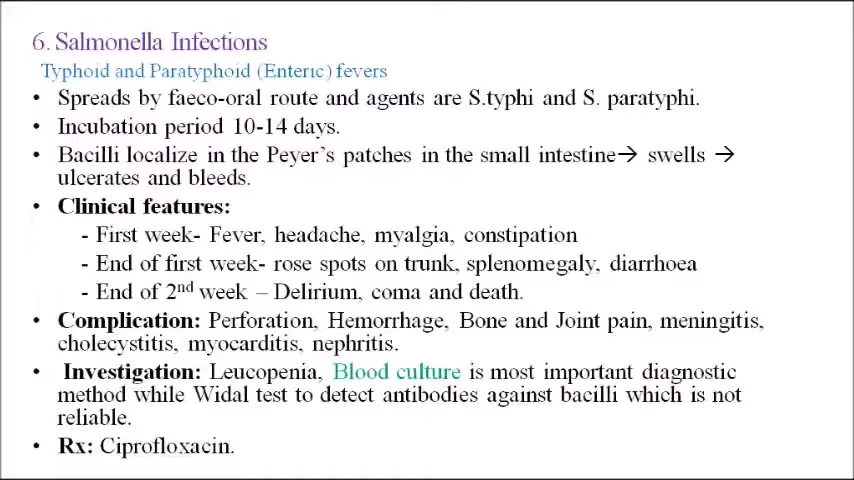 6. Salmonella Infections
Typhoid and Paratyphoid (Enteric) fevers
• Spreads by faeco-oral route and agents are S.typhi and S. paratyphi.
• Incubation period 10-14 days.
• Bacilli localize in the Peyer's patches in the small intestine→ swells →
ulcerates and bleeds.
• Clinical features:
- First week- Fever, headache, myalgia, constipation
- End of first week- rose spots on trunk, splenomegaly, diarrhoea
- End of 2nd week – Delirium, coma and death.
• Complication: Perforation, Hemorrhage, Bone and Joint pain, meningitis,
cholecystitis, myocarditis, nephritis.
• Investigation: Leucopenia, Blood culture is most important diagnostic
method while Widal test to detect antibodies against bacilli which is not
reliable.
• Rx: Ciprofloxacin.